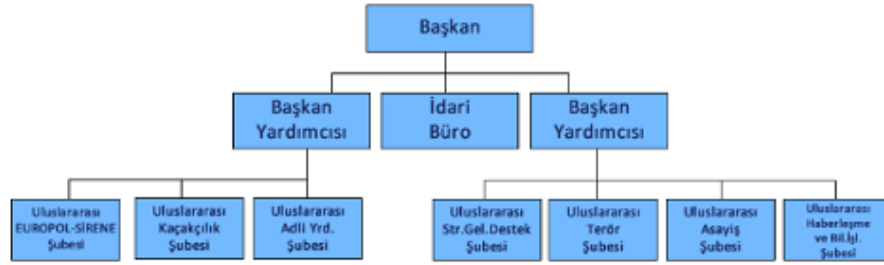 Başkan
Başkan
Yardımcısı
İdari
Büro
Başkan
Yardımcısı
Uluslararası
EUROPOL-SİRENE
Şubesi
Uluslararası
Kaçakçılık
Şubesi
Uluslararası
Adli Yrd.
Şubesi
Uluslararası
Str.Gel.Destek
Şubesi
Uluslararası
Terör
Şubesi
Uluslararası
Asayiş
Şubesi
Uluslararası
Haberleşme
ve Bil.İşl.
Şubesi